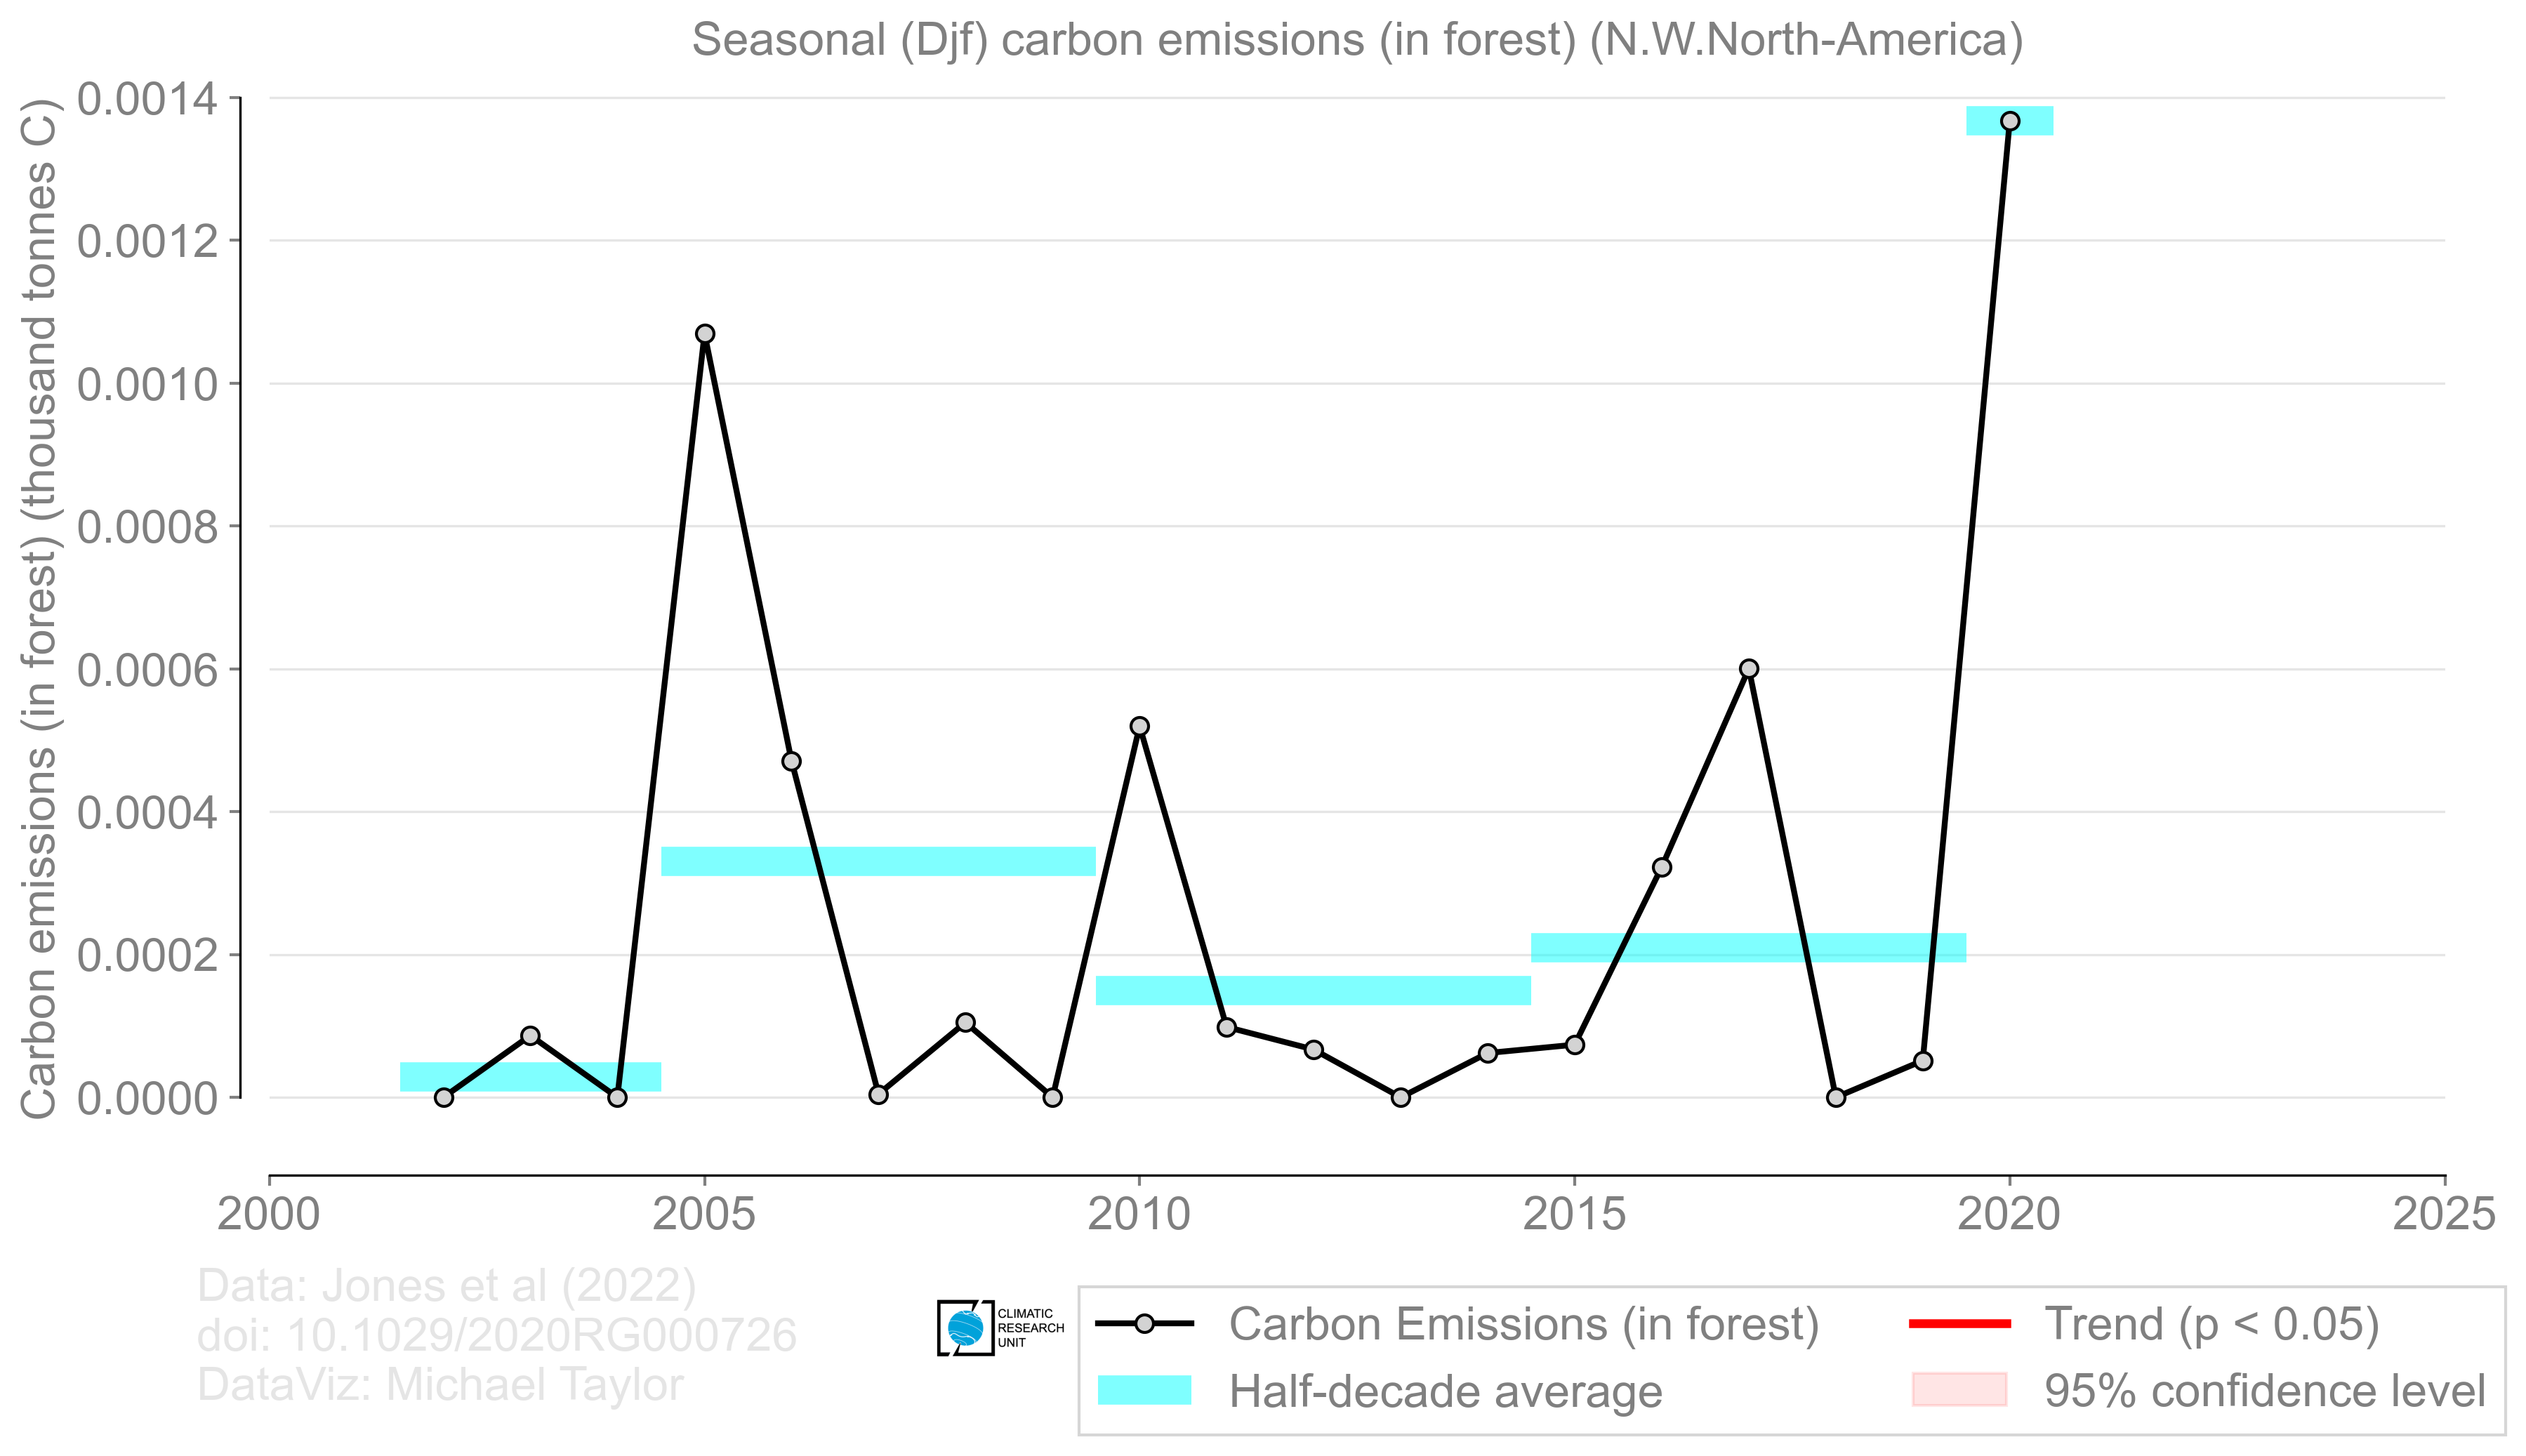 Seasonal (Djf) carbon emissions (in forest) (N.W.North-America)
Carbon emissions (in forest) (thousand tonnes C)
0.0014
0.0012
0.0010
0.0008
0.0006
0.0004
0.0002
0.0000
2000
2005
2010
2015
2020
2025
Data: Jones et al (2022)
doi: 10.1029/2020RG000726
DataViz: Michael Taylor
CLIMATIC
RESEARCH
UNIT
Carbon Emissions (in forest)
Half-decade average
Trend (p < 0.05)
95% confidence level